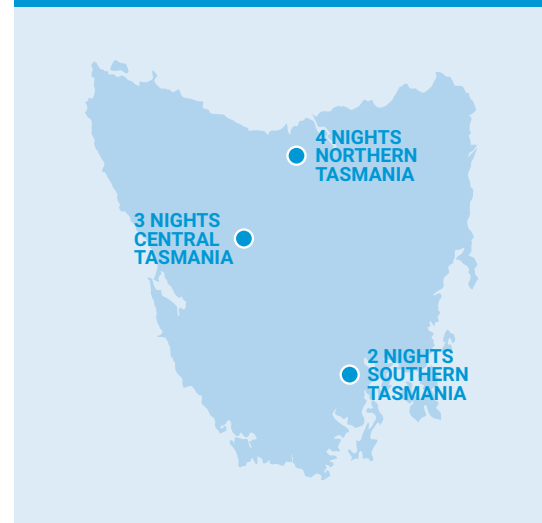 4 NIGHTS
NORTHERN
TASMANIA
3 NIGHTS
CENTRAL
TASMANIA
2 NIGHTS
SOUTHERN
TASMANIA